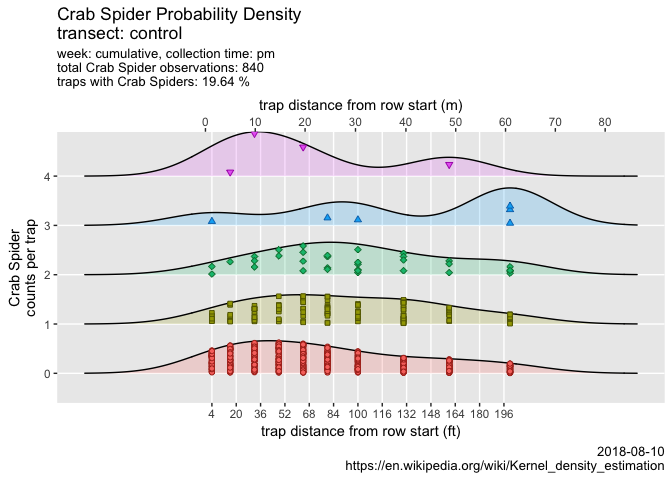 Crab Spider Probability Density
transect: control
week: cumulative, collection time: pm
total Crab Spider observations: 840
traps with Crab Spiders: 19.64 %
trap distance from row start (m)
0 10 20 30 40 50 60 70 80
Crab Spider
counts per trap
4
3
2
1
0
4 20 36 52 68 84 100 116 132 148 164 180 196
trap distance from row start (ft)
2018-08-10
https://en.wikipedia.org/wiki/Kernel_density_estimation